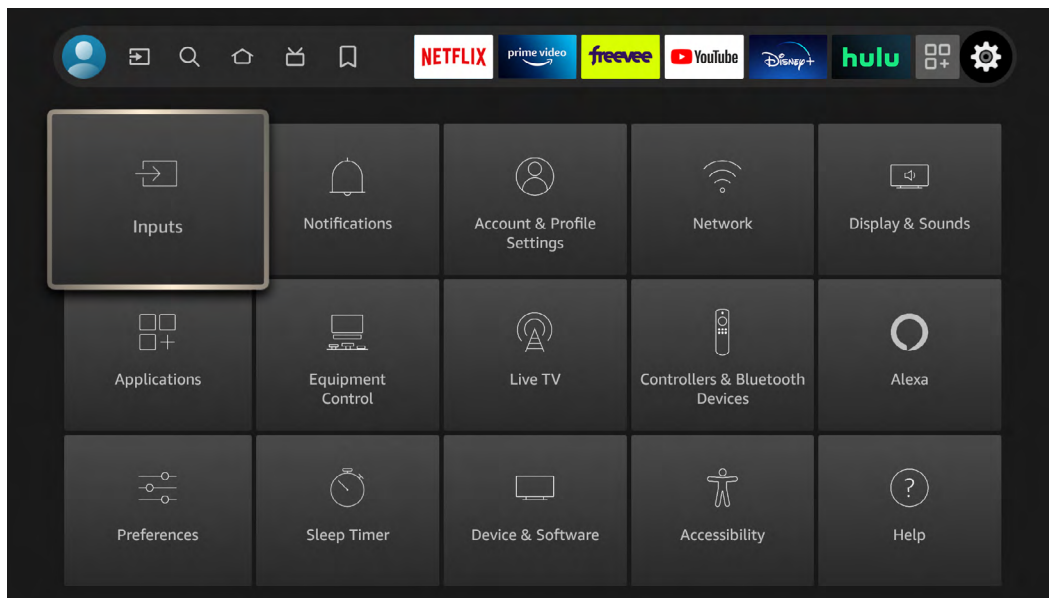 NETFLIX prime video freevee YouTube Disney+ hulu
Inputs
Notifications
Account & Profile
Settings
Network
Display & Sounds
Applications
Equipment
Control
Live TV
Controllers & Bluetooth
Devices
Alexa
Preferences
Sleep Timer
Device & Software
Accessibility
?
Help